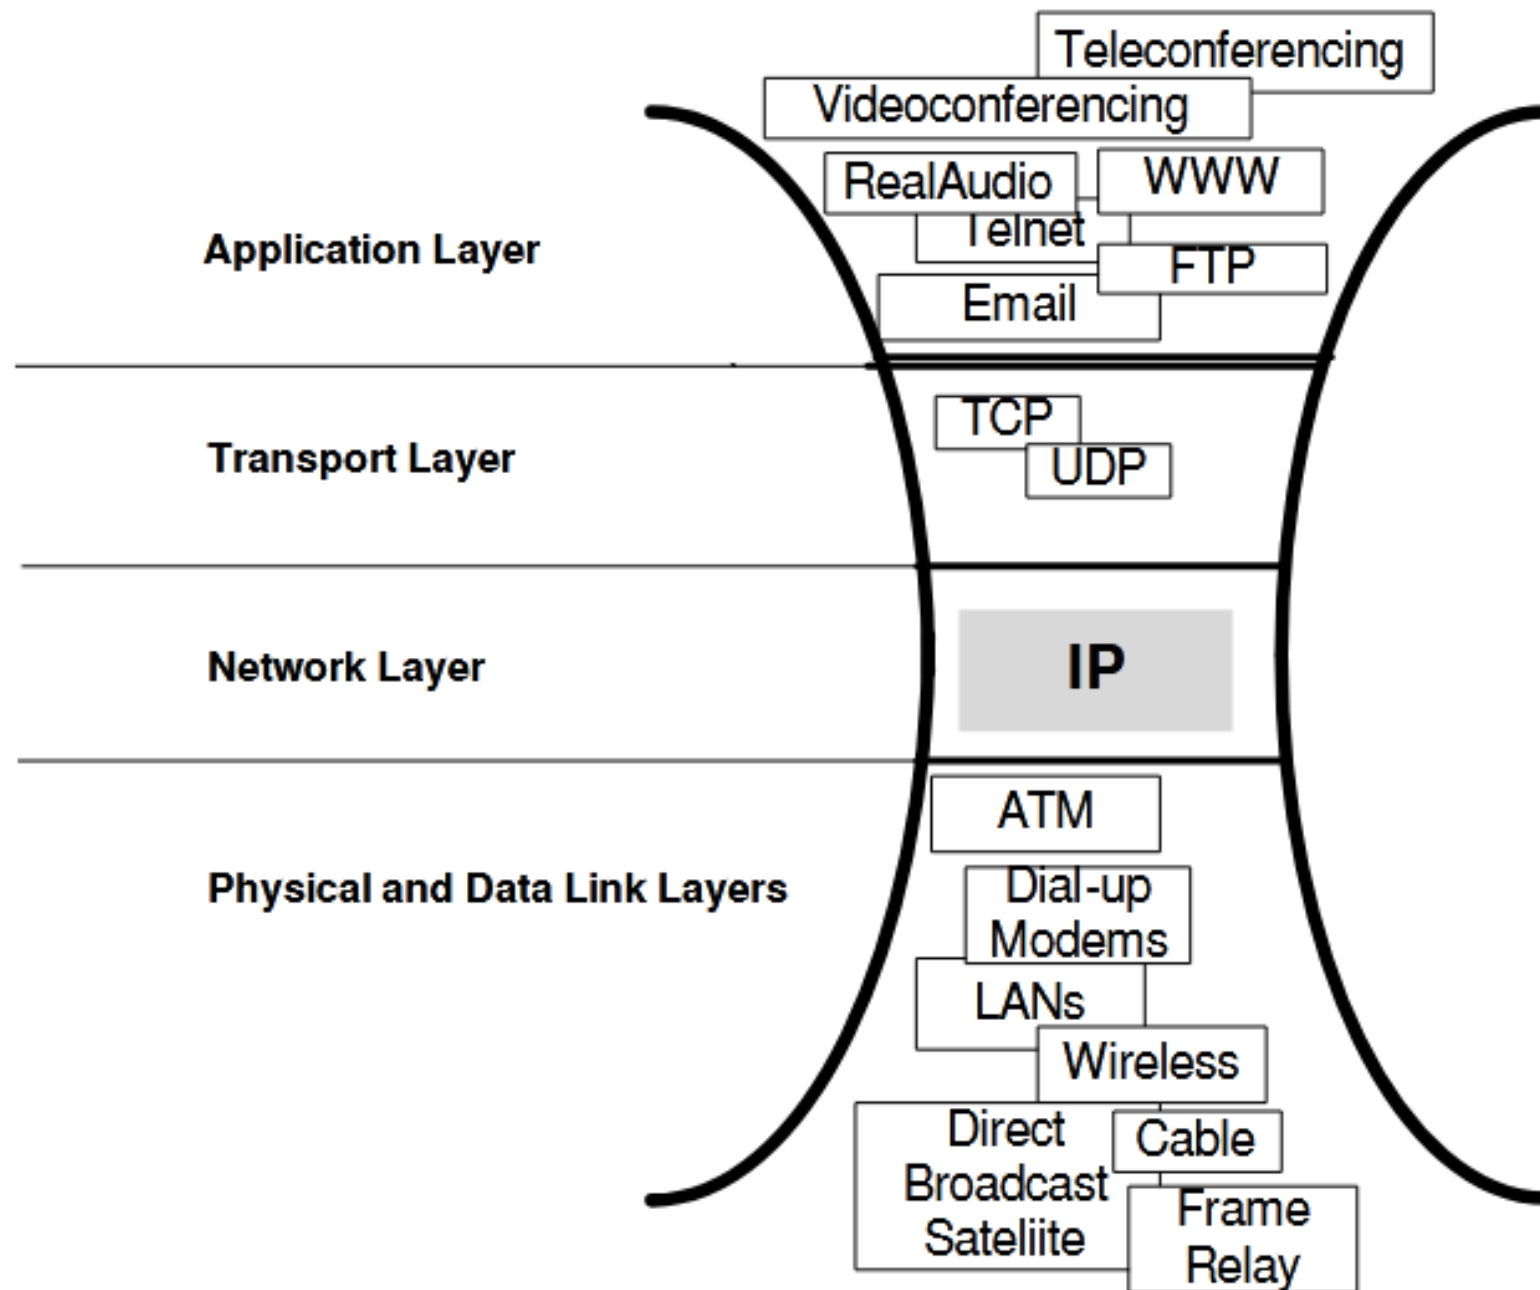 Teleconferencing
Videoconferencing
RealAudio
WWW
Telnet
FTP
Email
Application Layer
TCP
UDP
Transport Layer
IP
Network Layer
ATM
Physical and Data Link Layers
Dial-up
Modems
LANs
Wireless
Direct
Broadcast
Sateliite
Cable
Frame
Relay